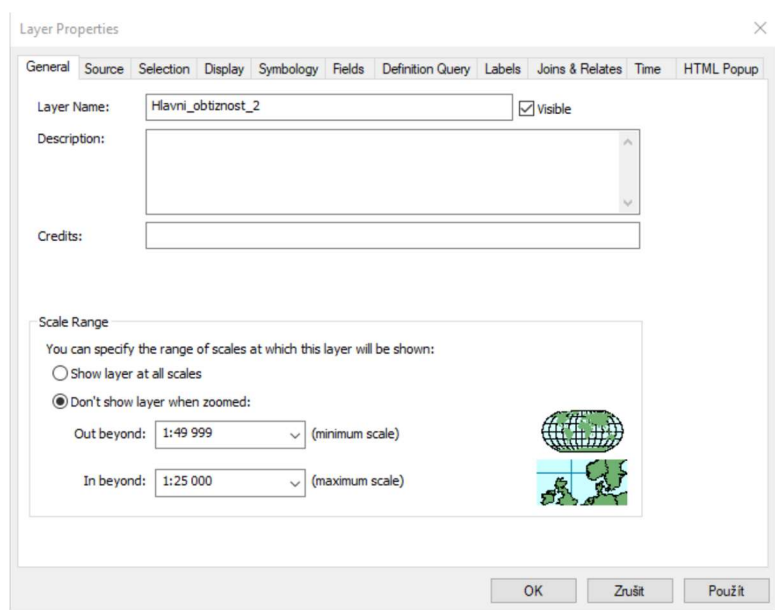 Layer Properties
General Source Selection Display Symbology Fields Definition Query Labels Joins & Relates Time HTML Popup
Layer Name: Hlavni_obtiznost_2 Visible
Description:
Credits:
Scale Range
You can specify the range of scales at which this layer will be shown:
Show layer at all scales
Don't show layer when zoomed:
Out beyond: 1:49 999 (minimum scale)
In beyond: 1:25 000 (maximum scale)
OK Zrušit Použít